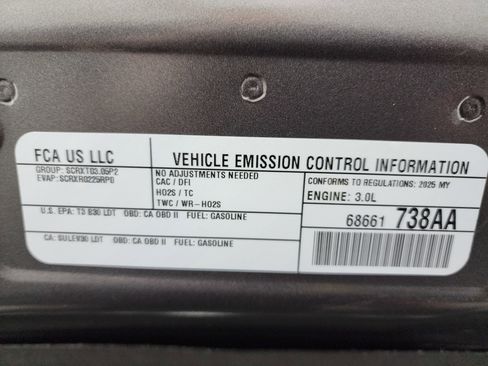 FCA US LLC
VEHICLE EMISSION CONTROL INFORMATION
GROUP: SCRXT03.05P2
EVAP: SCRXR0225RP0
NO ADJUSTMENTS NEEDED
CAC / DFI
HO2S / TC
TWC / WR-HO2S
CONFORMS TO REGULATIONS: 2025 MY
ENGINE: 3.0L
U.S. EPA: T3 B30 LDT OBD: CA OBD II FUEL: GASOLINE
68661 738AA
CA: SULEV30 LDT OBD: CA OBD II FUEL: GASOLINE